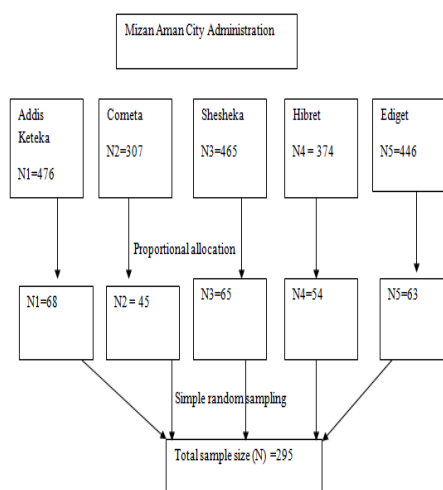 Mizan Aman City Administration
Addis
Keteka
N1=476
Cometa
N2=307
Shesheka
N3=465
Hibret
N4 = 374
Ediget
N5=446
Proportional allocation
N1=68
N2 = 45
N3=65
N4=54
N5=63
Simple random sampling
Total sample size (N) =295